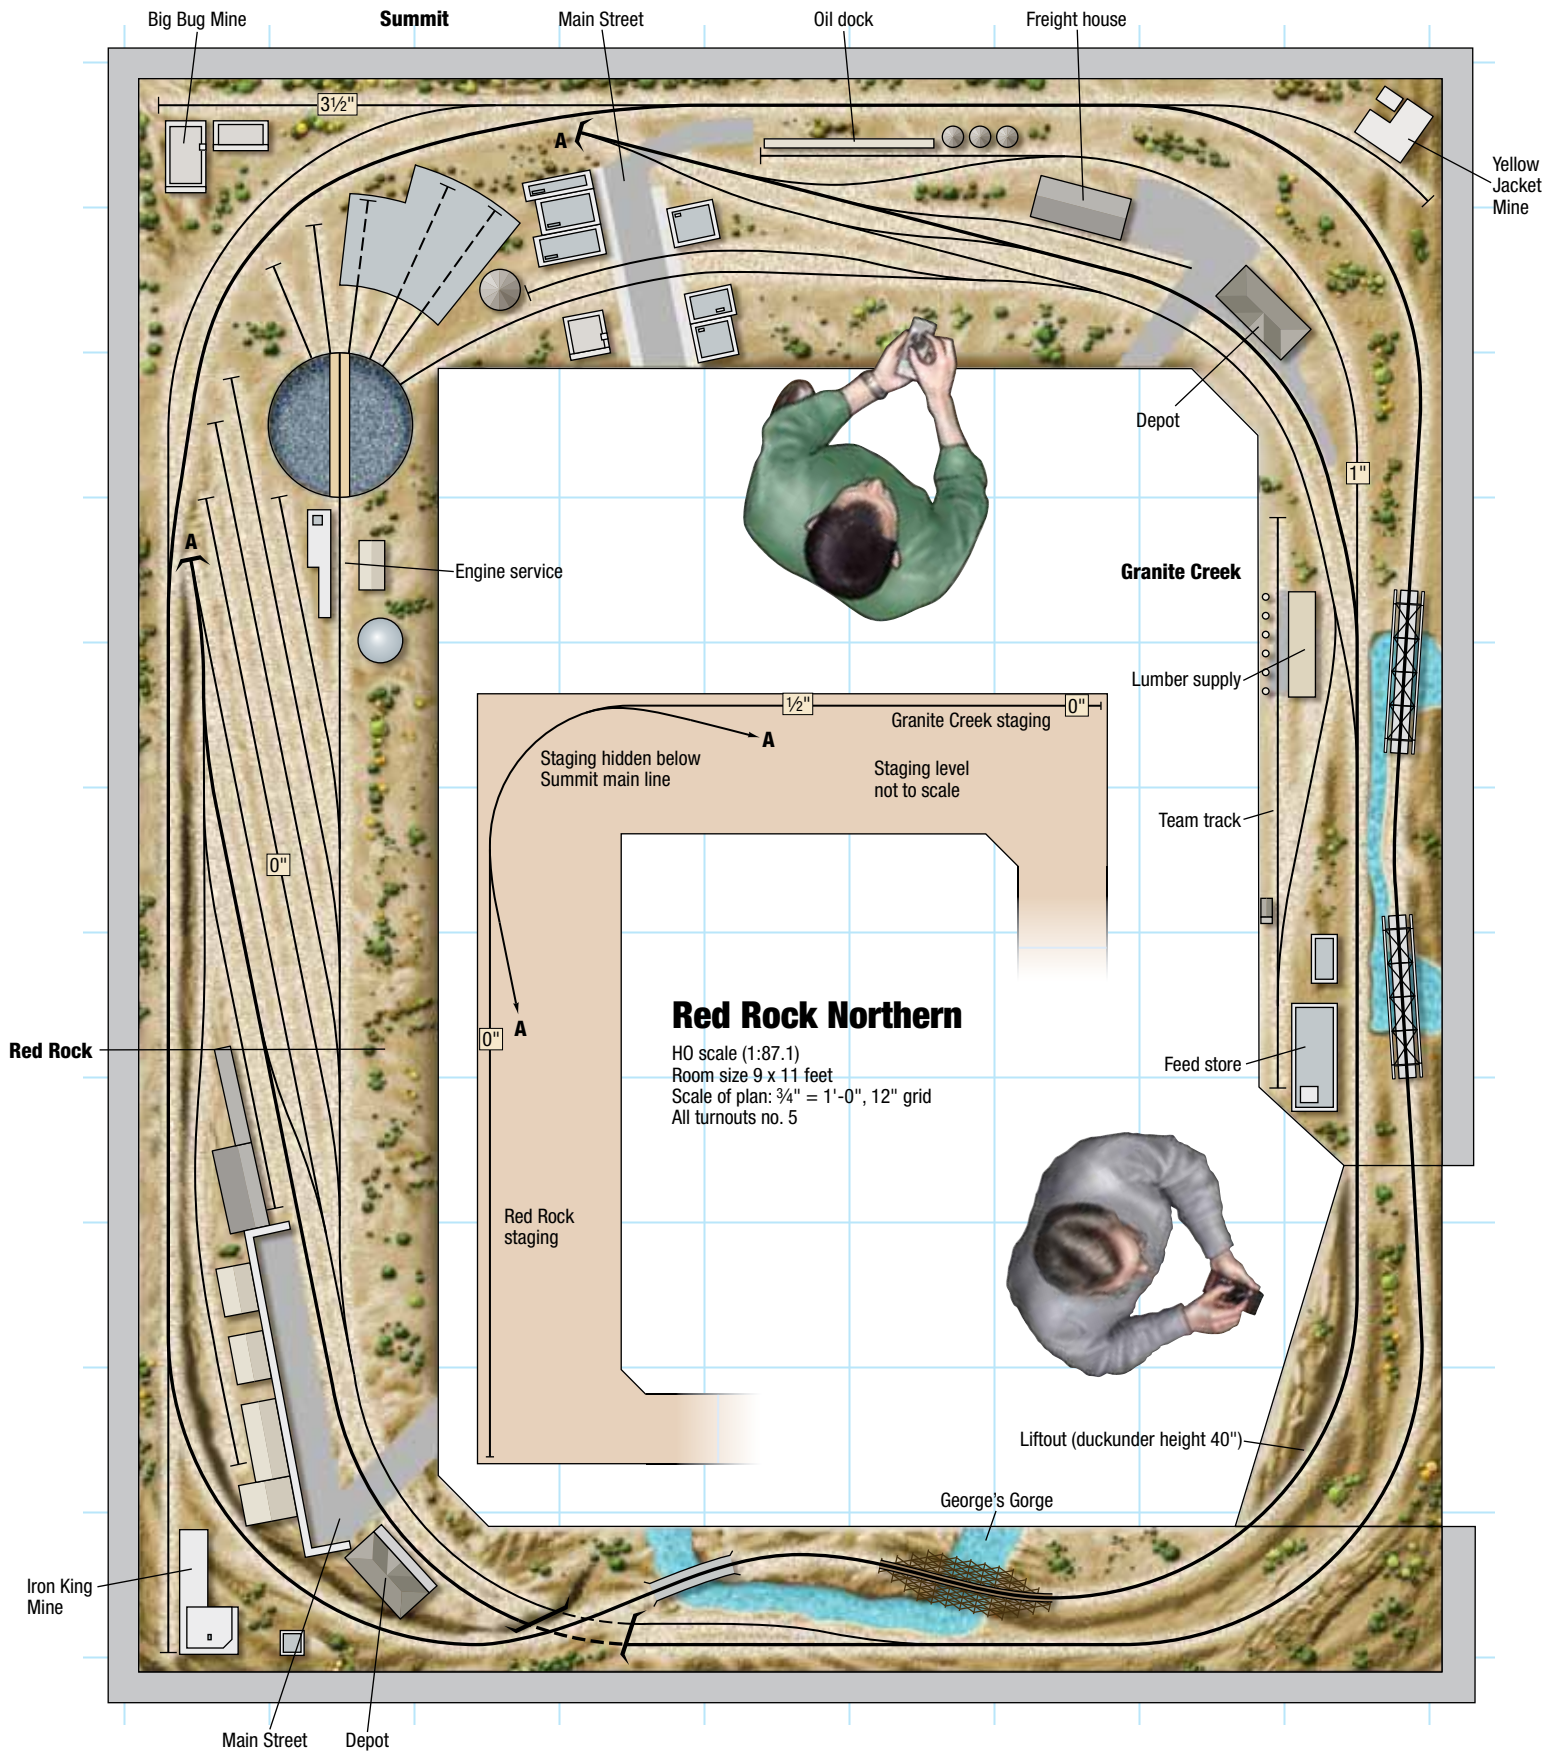 Big Bug Mine
Summit
Main Street
Oil dock
Freight house
3½"
A
Yellow
Jacket
Mine
Depot
1"
A
Engine service
Granite Creek
Lumber supply
½"
0"
Granite Creek staging
A
Staging hidden below
Summit main line
Staging level
not to scale
Team track
0"
Red Rock Northern
A
0"
Red Rock
HO scale (1:87.1)
Room size 9 x 11 feet
Scale of plan: ¾" = 1'-0", 12" grid
All turnouts no. 5
Feed store
Red Rock
staging
Liftout (duckunder height 40")
George's Gorge
Iron King
Mine
Main Street
Depot